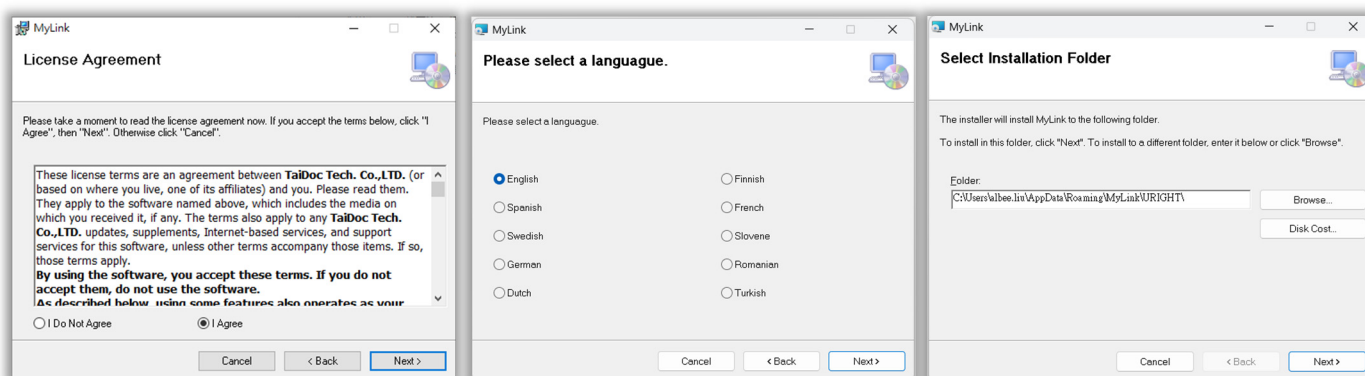 MyLink
License Agreement
Please take a moment to read the license agreement now. If you accept the terms below, click "I
Agree", then "Next". Otherwise click "Cancel".
These license terms are an agreement between TaiDoc Tech. Co.,LTD. (or
based on where you live, one of its affiliates) and you. Please read them.
They apply to the software named above, which includes the media on
which you received it, if any. The terms also apply to any TaiDoc Tech.
Co.,LTD. updates, supplements, Internet-based services, and support
services for this software, unless other terms accompany those items. If so,
those terms apply.
By using the software, you accept these terms. If you do not
accept them, do not use the software.
As described below, using some features also operates as your
I Do Not Agree
I Agree
Cancel
< Back
Next >
MyLink
Please select a languague.
Please select a languague.
English
Finnish
Spanish
French
Swedish
Slovene
German
Romanian
Dutch
Turkish
Cancel
< Back
Next >
MyLink
Select Installation Folder
The installer will install MyLink to the following folder.
To install in this folder, click "Next". To install to a different folder, enter it below or click "Browse".
Folder:
C:\Users\albee.liu\AppData\Roaming\MyLink\URIGHT\
Browse...
Disk Cost...
Cancel
< Back
Next >